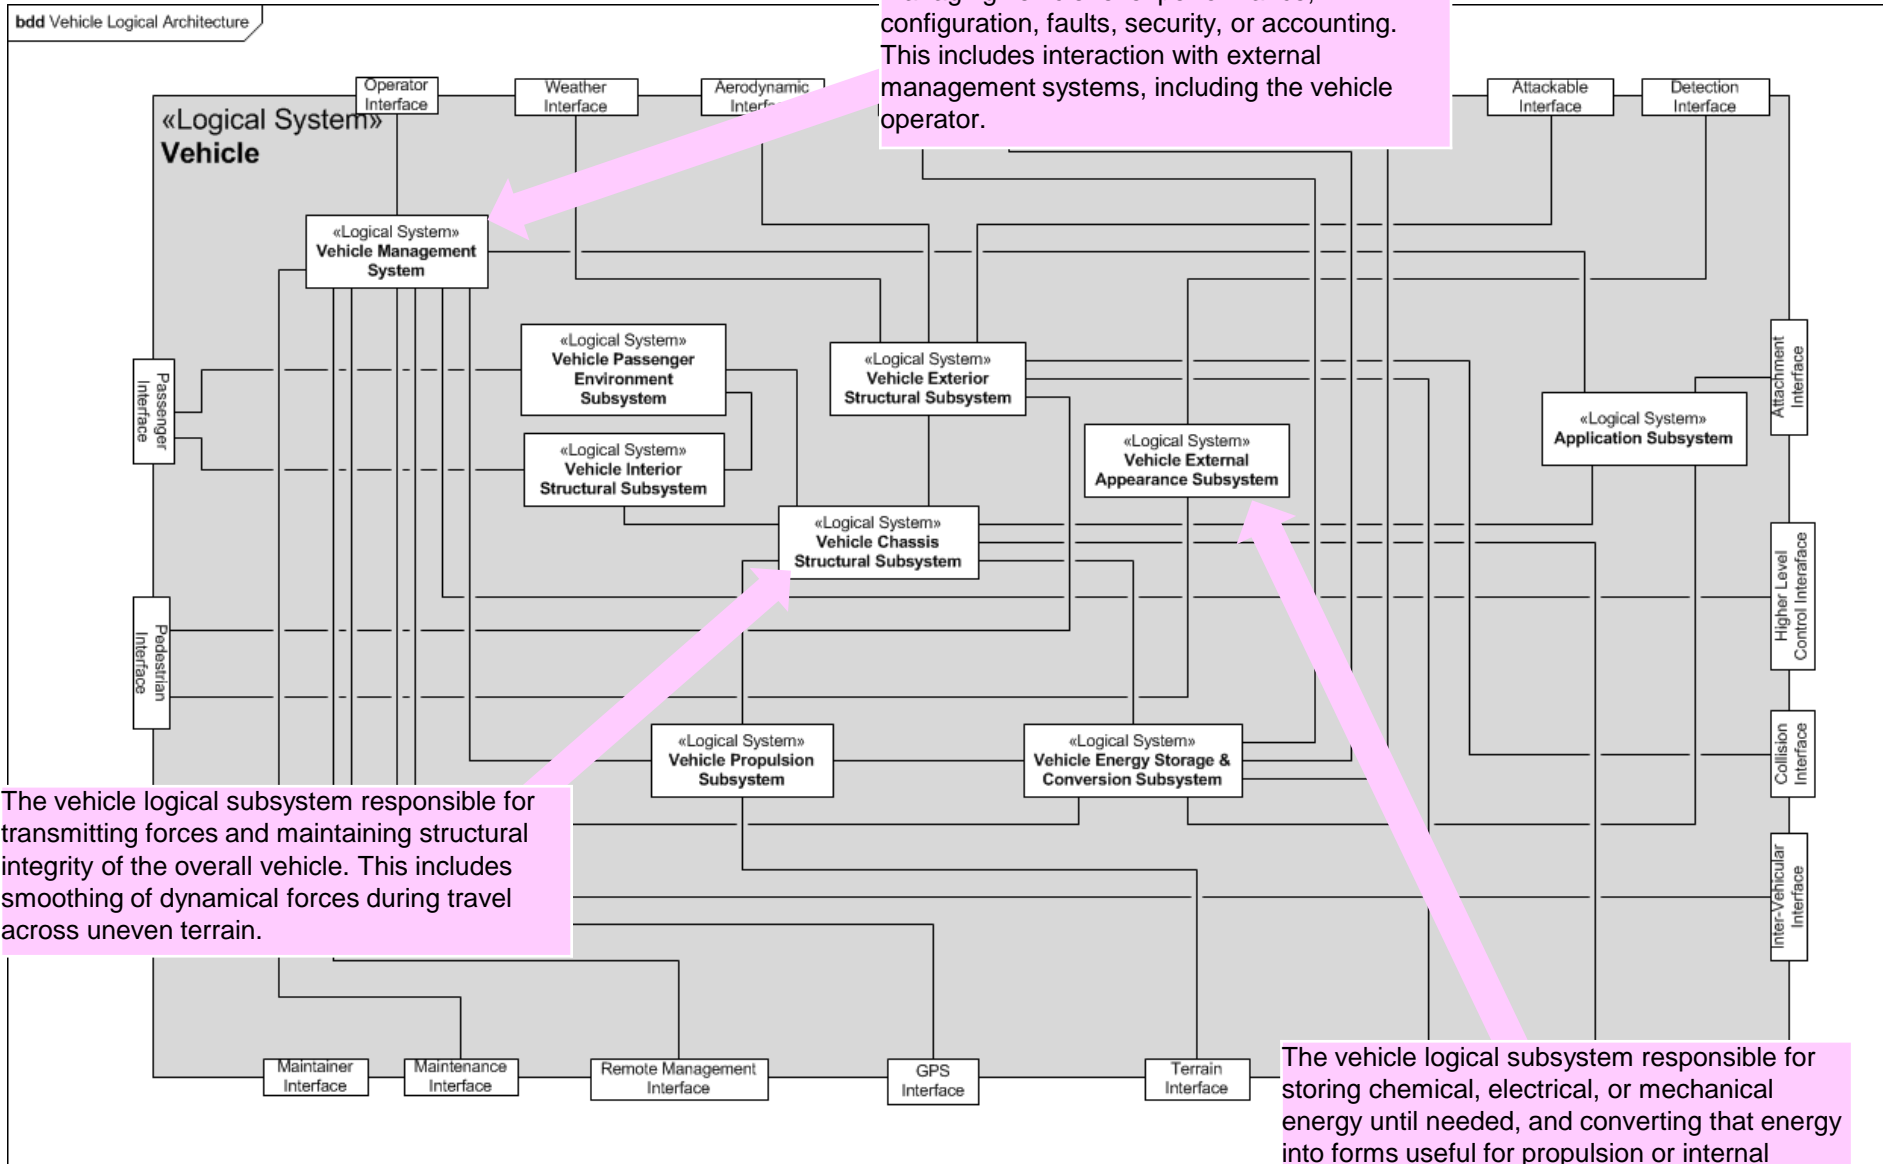 bdd Vehicle Logical Architecture
configuration, faults, security, or accounting.
This includes interaction with external
management systems, including the vehicle
operator.
Operator
Interface
Weather
Interface
Aerodynamic
Attackable
Interface
Detection
Interface
«Logical System»
Vehicle
«Logical System»
Vehicle Management
System
«Logical System»
Vehicle Passenger
Environment
Subsystem
«Logical System»
Vehicle Exterior
Structural Subsystem
«Logical System»
Application Subsystem
Attachment
Interface
Passenger
Interface
«Logical System»
Vehicle Interior
Structural Subsystem
«Logical System»
Vehicle External
Appearance Subsystem
«Logical System»
Vehicle Chassis
Structural Subsystem
Higher Level
Control Interaface
Pedestrian
Interface
«Logical System»
Vehicle Propulsion
Subsystem
«Logical System»
Vehicle Energy Storage &
Conversion Subsystem
Collision
Interface
The vehicle logical subsystem responsible for
transmitting forces and maintaining structural
integrity of the overall vehicle. This includes
smoothing of dynamical forces during travel
across uneven terrain.
Inter-Vehicular
Interface
Maintainer
Interface
Maintenance
Interface
Remote Management
Interface
GPS
Interface
Terrain
Interface
The vehicle logical subsystem responsible for
storing chemical, electrical, or mechanical
energy until needed, and converting that energy
into forms useful for propulsion or internal